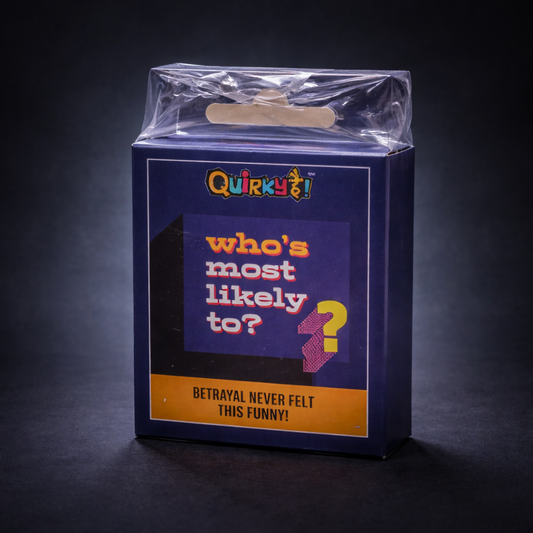 QUIRKY!
who's
most
likely
to?
?
BETRAYAL NEVER FELT
THIS FUNNY!